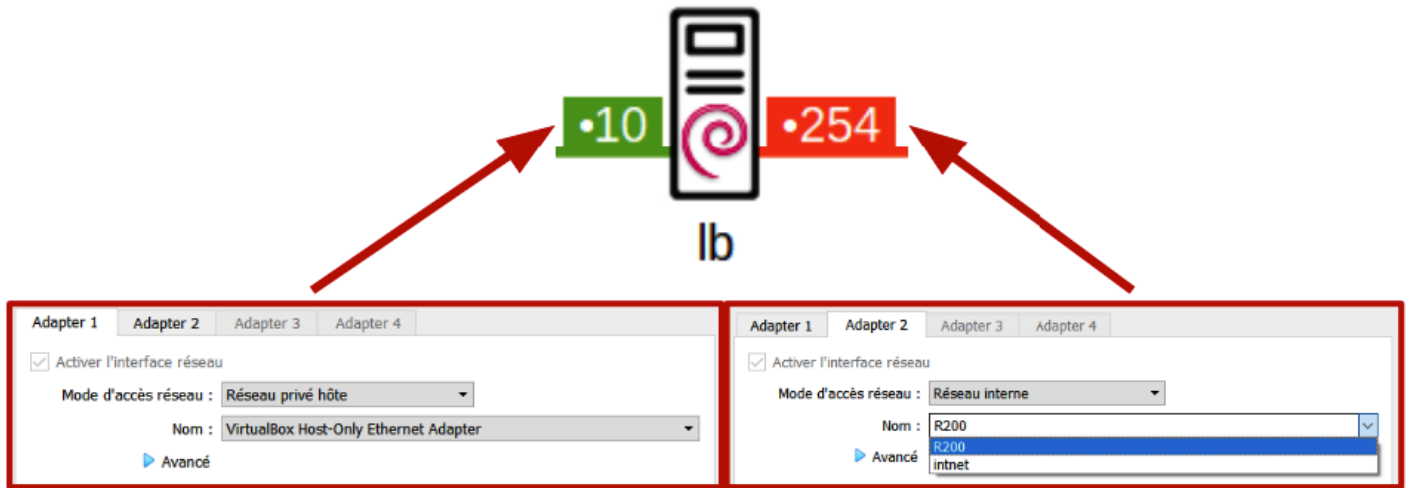 •10
•254
lb
Adapter 1 Adapter 2 Adapter 3 Adapter 4
Activer l'interface réseau
Mode d'accès réseau : Réseau privé hôte
Nom : VirtualBox Host-Only Ethernet Adapter
Avancé
Adapter 1 Adapter 2 Adapter 3 Adapter 4
Activer l'interface réseau
Mode d'accès réseau : Réseau interne
Nom : R200
R200
Avancé
intnet